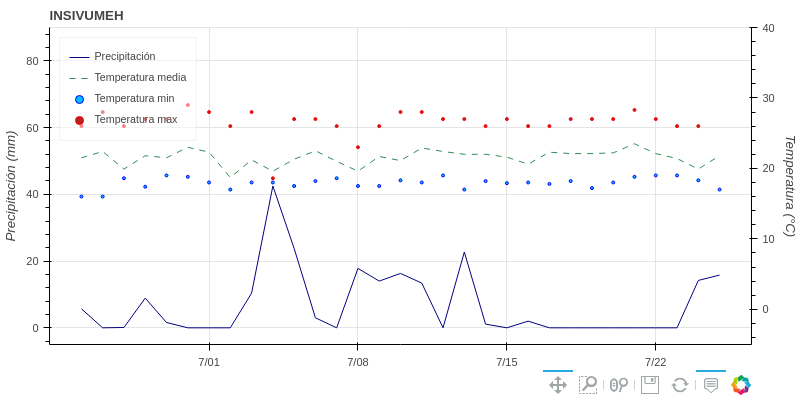 INSIVUMEH
Precipitación
Temperatura media
Temperatura min
Temperatura max
Precipitación (mm)
80
60
40
20
0
40
30
20
10
0
Temperatura (°C)
7/01
7/08
7/15
7/22